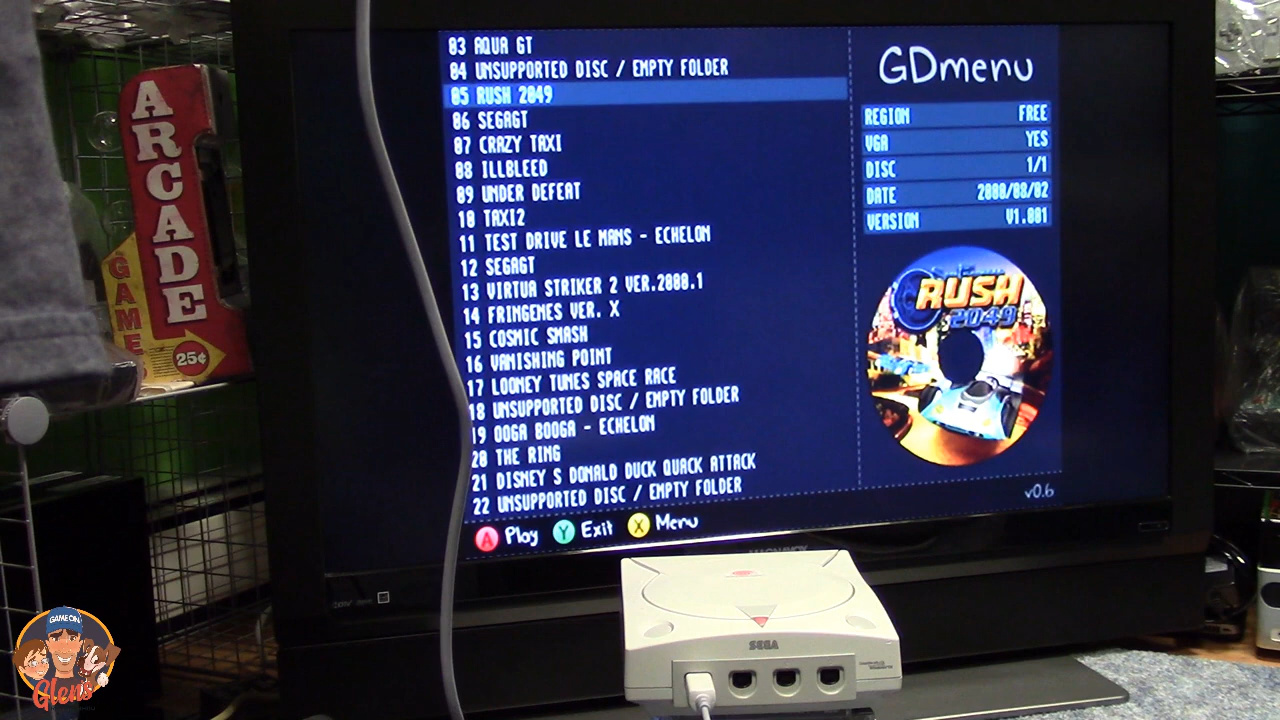 ARCADE
GAME
25¢
03 AQUA GT
04 UNSUPPORTED DISC / EMPTY FOLDER
05 RUSH 2049
06 SEGAGT
07 CRAZY TAXI
08 ILLBLEED
09 UNDER DEFEAT
10 TAXI2
11 TEST DRIVE LE MANS - ECHELON
12 SEGAGT
13 VIRTUA STRIKER 2 VER.2000.1
14 FRINGENES VER. X
15 COSMIC SMASH
16 VANISHING POINT
17 LOONEY TUNES SPACE RACE
18 UNSUPPORTED DISC / EMPTY FOLDER
19 OOGA BOOGA - ECHELON
20 THE RING
21 DISNEY S DONALD DUCK QUACK ATTACK
22 UNSUPPORTED DISC / EMPTY FOLDER
A Play Y Exit X Menu
GDmenu
REGION FREE
VGA YES
DISC 1/1
DATE 2000/08/02
VERSION V1.001
RUSH
2049
v0.6
MAGNAVOX
SEGA
GAMEON
Glens